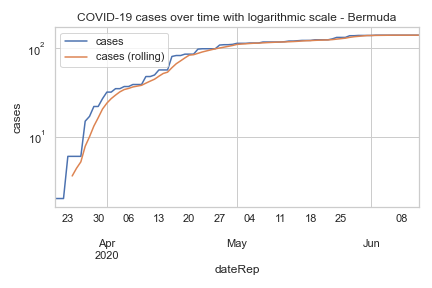 COVID-19 cases over time with logarithmic scale - Bermuda
cases
cases (rolling)
10²
10¹
cases
23 30 06 13 20 27 04 11 18 25 08
Apr May Jun
2020
dateRep